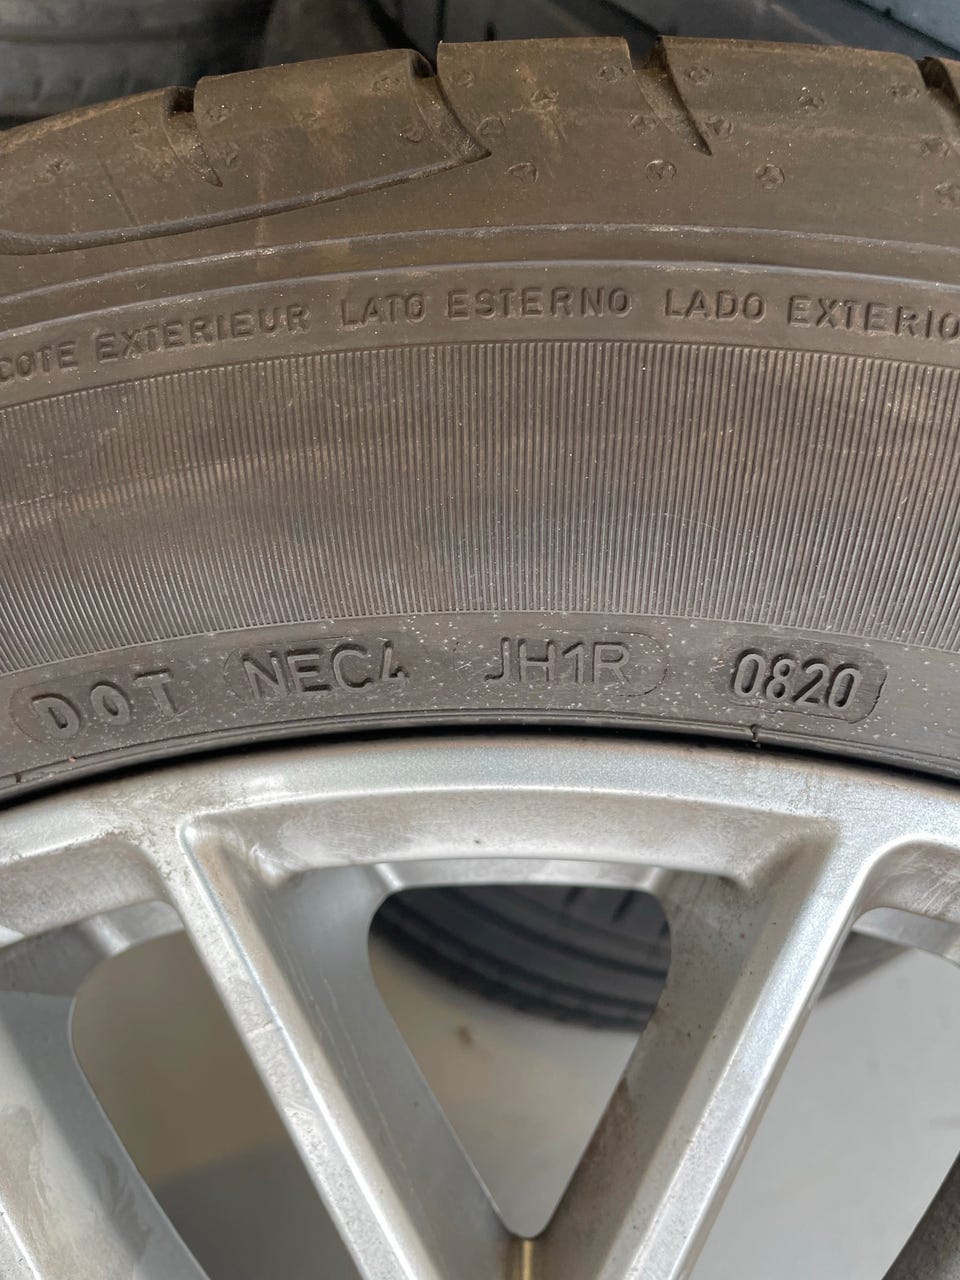 COTE EXTERIEUR LATO ESTERNO LADO EXTERIO
DOT NEC4 JH1R 0820